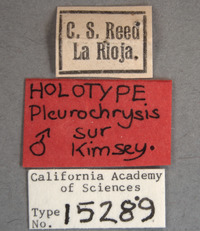 C. S. Reed
La Rioja.
HOLOTYPE
Pleurochrysis
♂ sur
Kimsey.
California Academy
of Sciences
Type
No. 15289